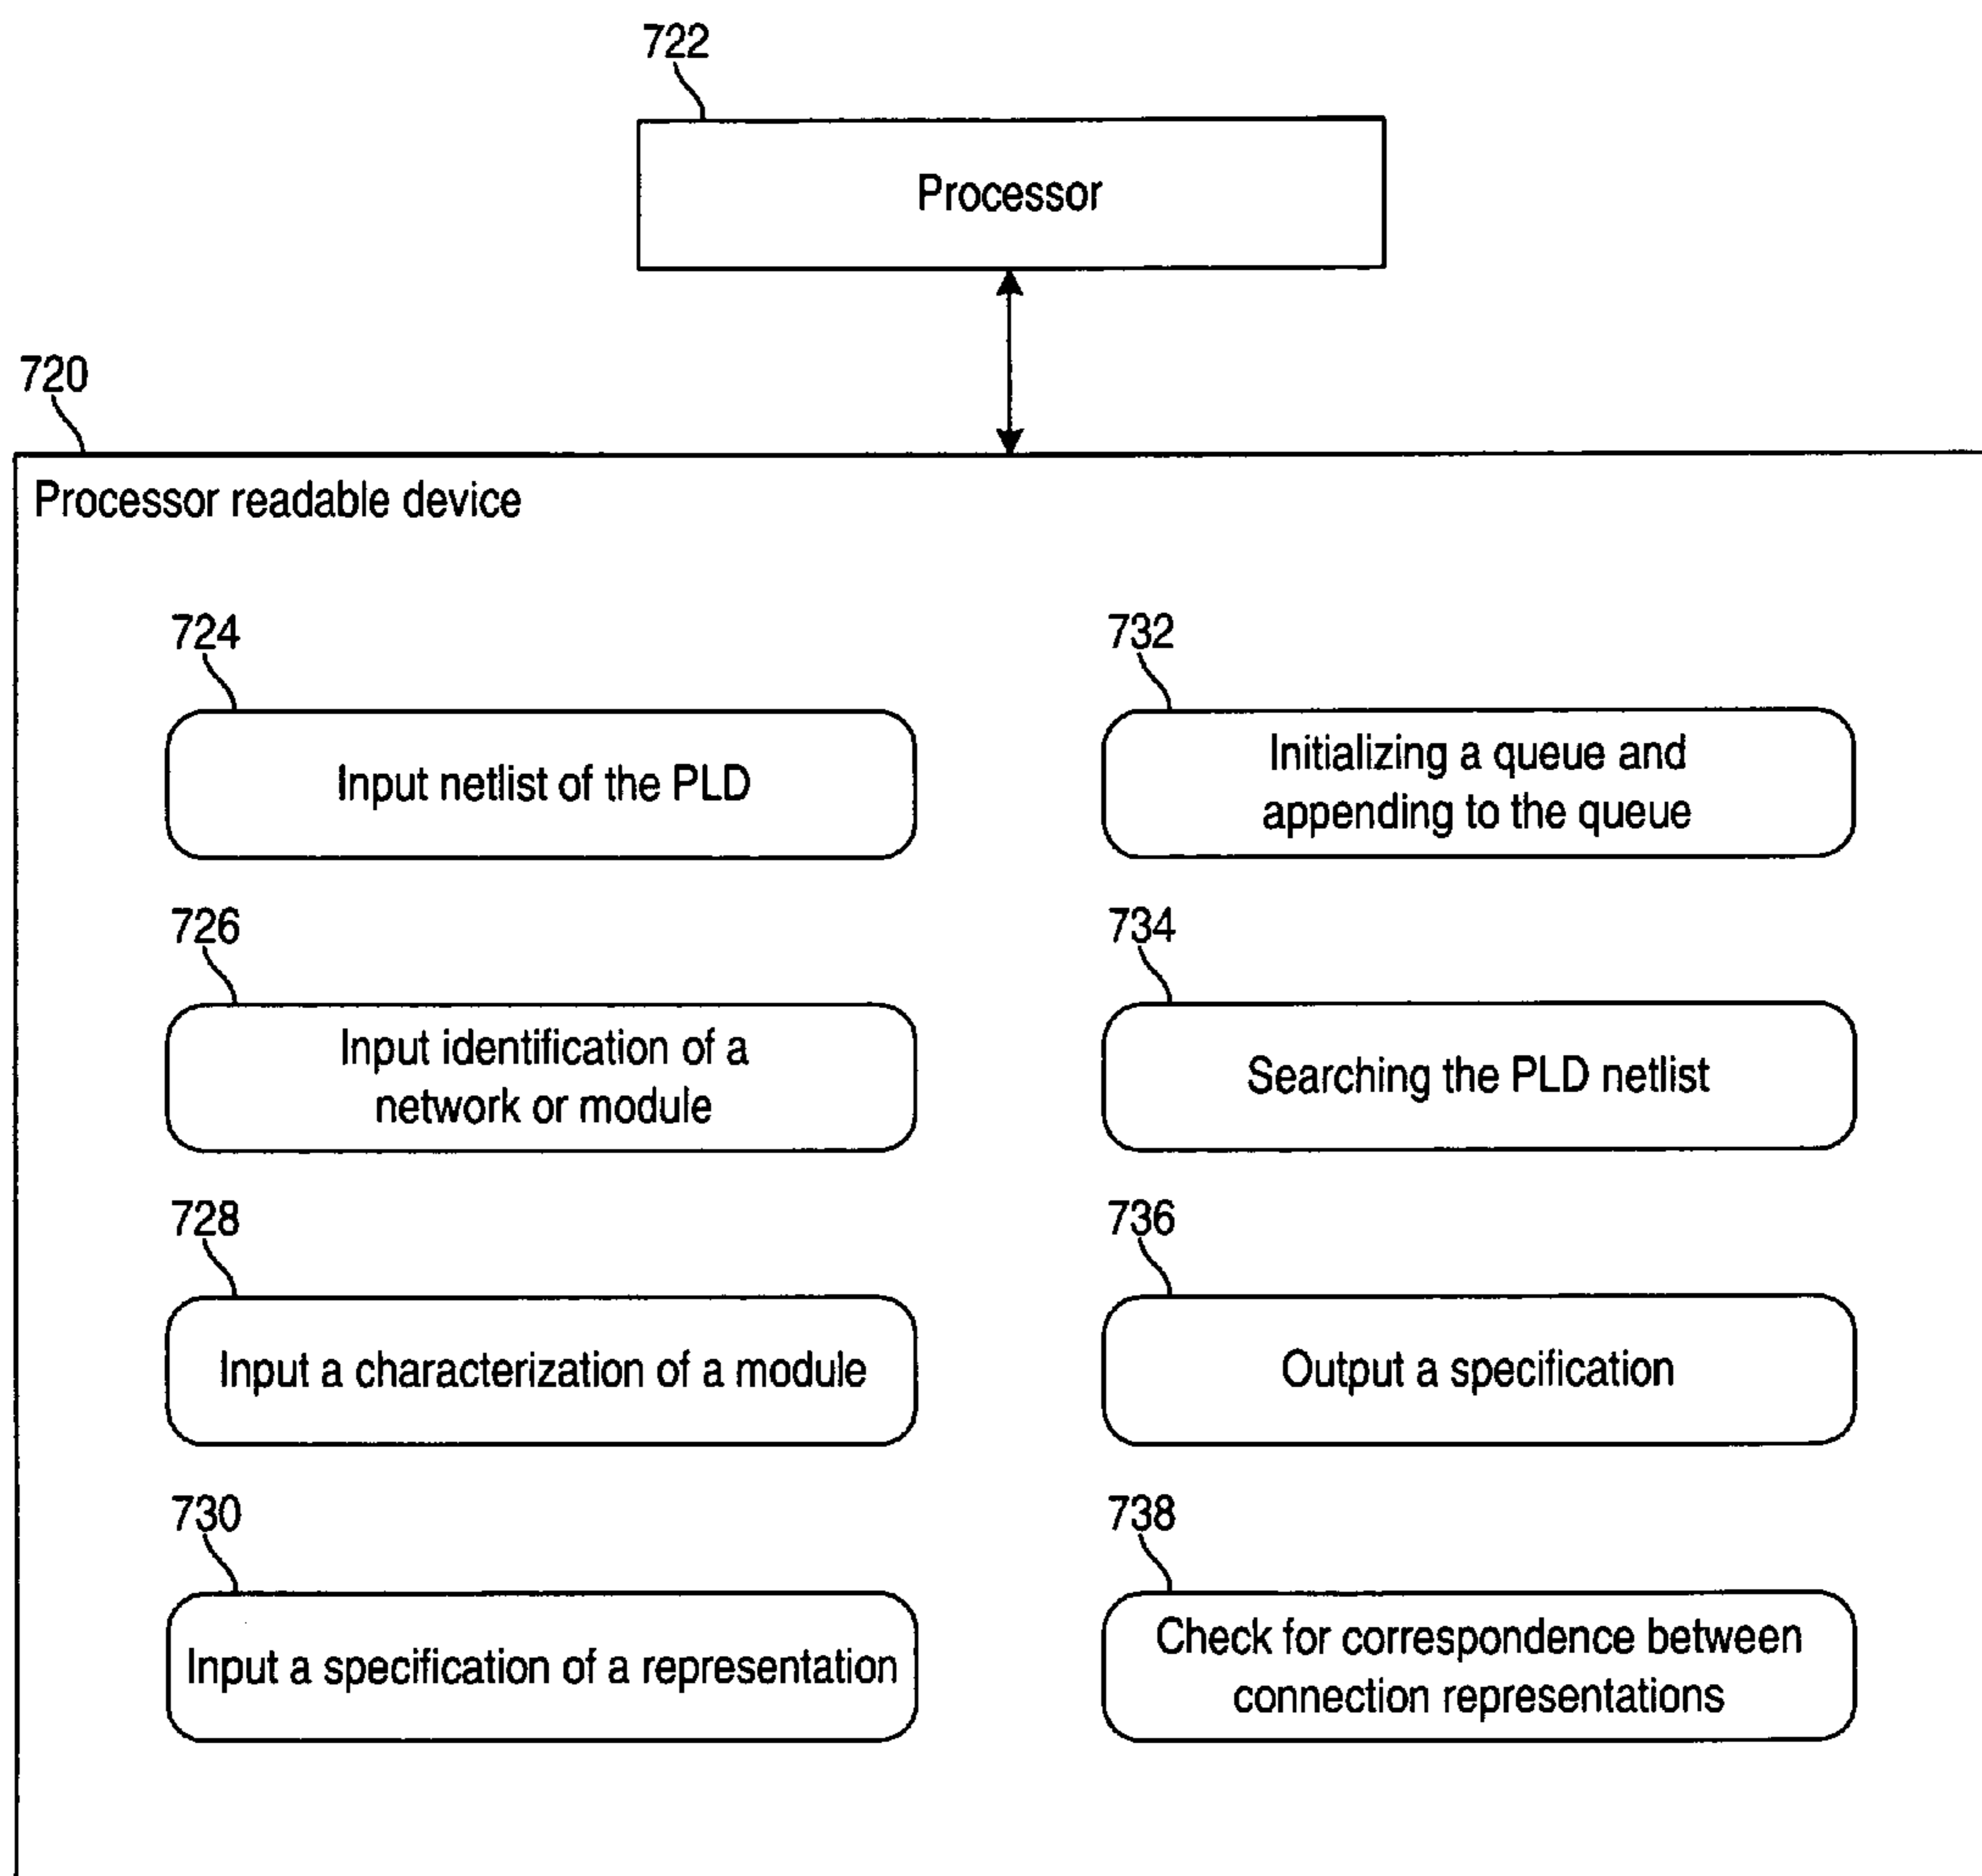 722
Processor
720
Processor readable device
724
Input netlist of the PLD
732
Initializing a queue and
appending to the queue
726
Input identification of a
network or module
734
Searching the PLD netlist
728
Input a characterization of a module
736
Output a specification
730
Input a specification of a representation
738
Check for correspondence between
connection representations